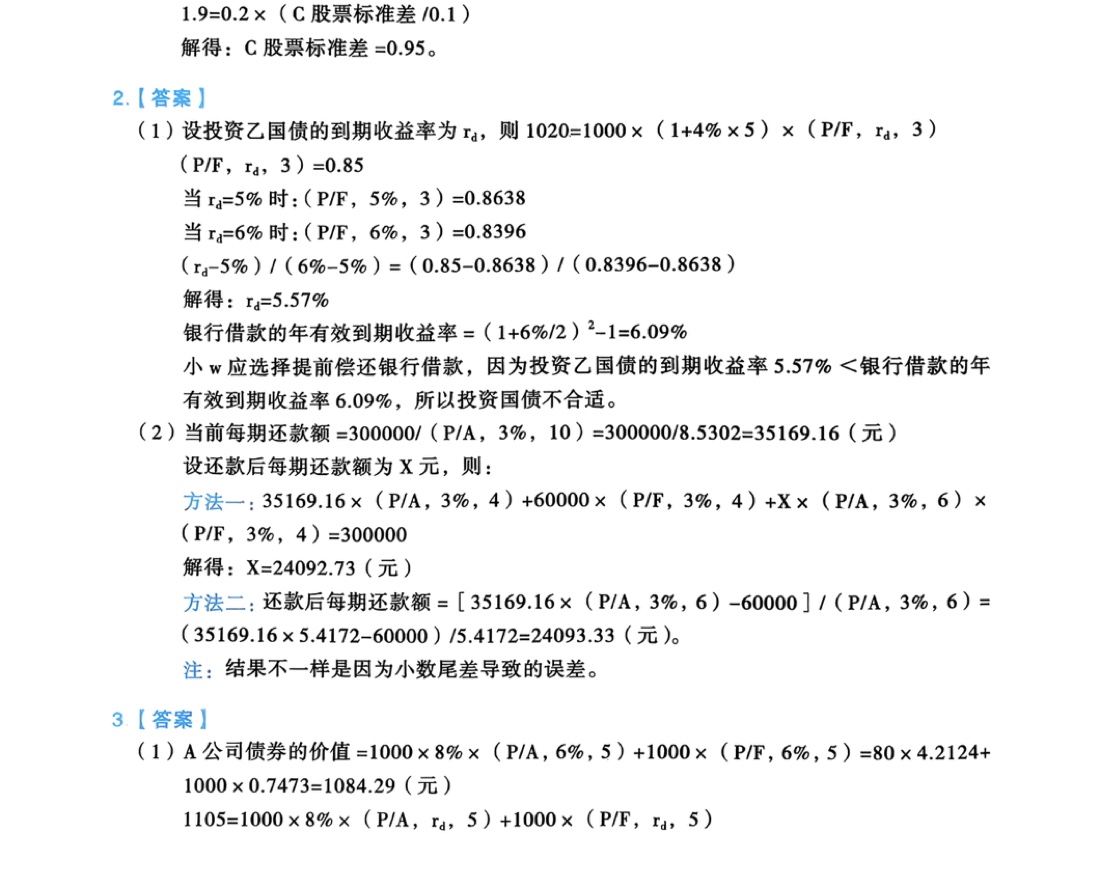 1.9=0.2×（C 股票标准差 /0.1）
解得：C 股票标准差 =0.95。
2.【答案】
（1）设投资乙国债的到期收益率为 rd，则 1020=1000×（1+4%×5）×（P/F，rd，3）
（P/F，rd，3）=0.85
当 rd=5% 时：（P/F，5%，3）=0.8638
当 rd=6% 时：（P/F，6%，3）=0.8396
（rd-5%）/（6%-5%）=（0.85-0.8638）/（0.8396-0.8638）
解得：rd=5.57%
银行借款的年有效到期收益率 =（1+6%/2）²-1=6.09%
小 w 应选择提前偿还银行借款，因为投资乙国债的到期收益率 5.57% ＜银行借款的年
有效到期收益率 6.09%，所以投资国债不合适。
（2）当前每期还款额 =300000/（P/A，3%，10）=300000/8.5302=35169.16（元）
设还款后每期还款额为 X 元，则：
方法一：35169.16×（P/A，3%，4）+60000×（P/F，3%，4）+X×（P/A，3%，6）×
（P/F，3%，4）=300000
解得：X=24092.73（元）
方法二：还款后每期还款额 =［35169.16×（P/A，3%，6）-60000］/（P/A，3%，6）=
（35169.16×5.4172-60000）/5.4172=24093.33（元）。
注：结果不一样是因为小数尾差导致的误差。
3【答案】
（1）A 公司债券的价值 =1000×8%×（P/A，6%，5）+1000×（P/F，6%，5）=80×4.2124+
1000×0.7473=1084.29（元）
1105=1000×8%×（P/A，rd，5）+1000×（P/F，rd，5）